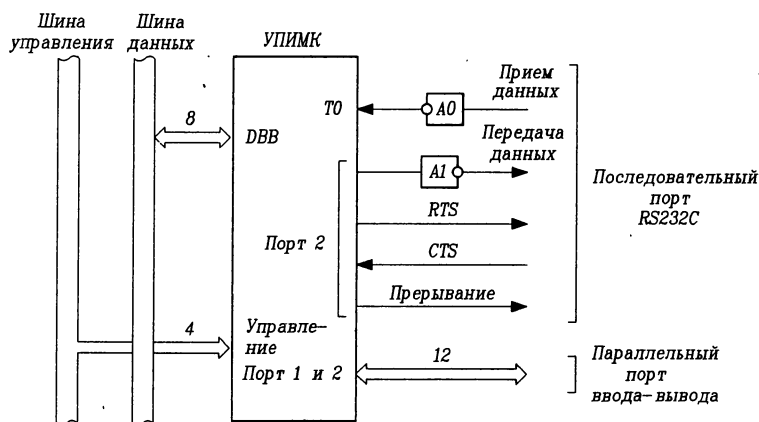 Шина
управления
Шина
данных
УПИМК
8
DBB
T0
A0
Прием
данных
Передача
данных
A1
RTS
CTS
Прерывание
Порт 2
Последовательный
порт
RS232C
4
Управле-
ние
Порт 1 и 2
12
Параллельный
порт
ввода-вывода